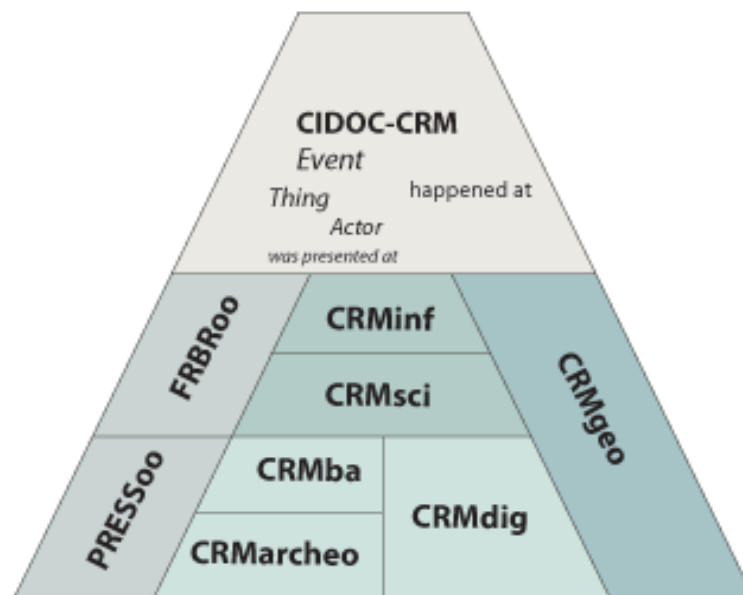 CIDOC-CRM
Event
Thing
happened at
Actor
was presented at
FRBRoo
CRMinf
CRMsci
CRMgeo
PRESSoo
CRMba
CRMdig
CRMarcheo